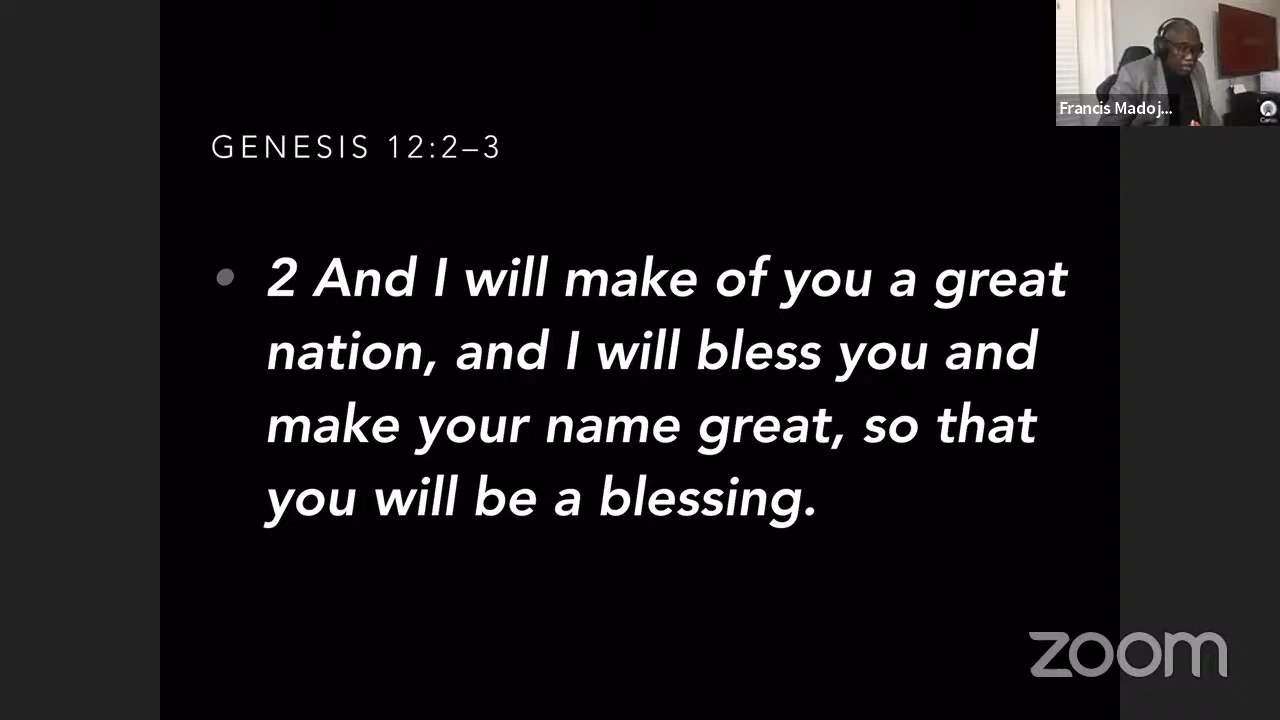 Francis Madoj...
GENESIS 12:2–3
• 2 And I will make of you a great
nation, and I will bless you and
make your name great, so that
you will be a blessing.
zoom